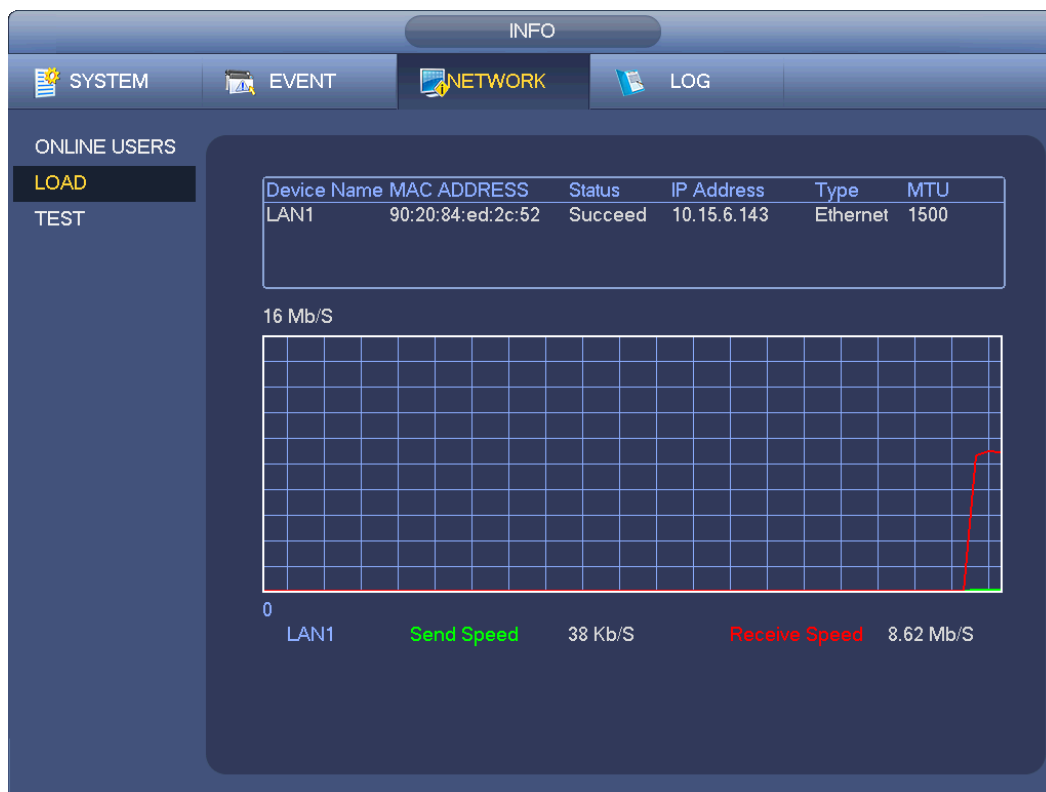 INFO
SYSTEM EVENT NETWORK LOG
ONLINE USERS
LOAD
TEST
Device Name MAC ADDRESS Status IP Address Type MTU
LAN1 90:20:84:ed:2c:52 Succeed 10.15.6.143 Ethernet 1500
16 Mb/S
0
LAN1 Send Speed 38 Kb/S Receive Speed 8.62 Mb/S